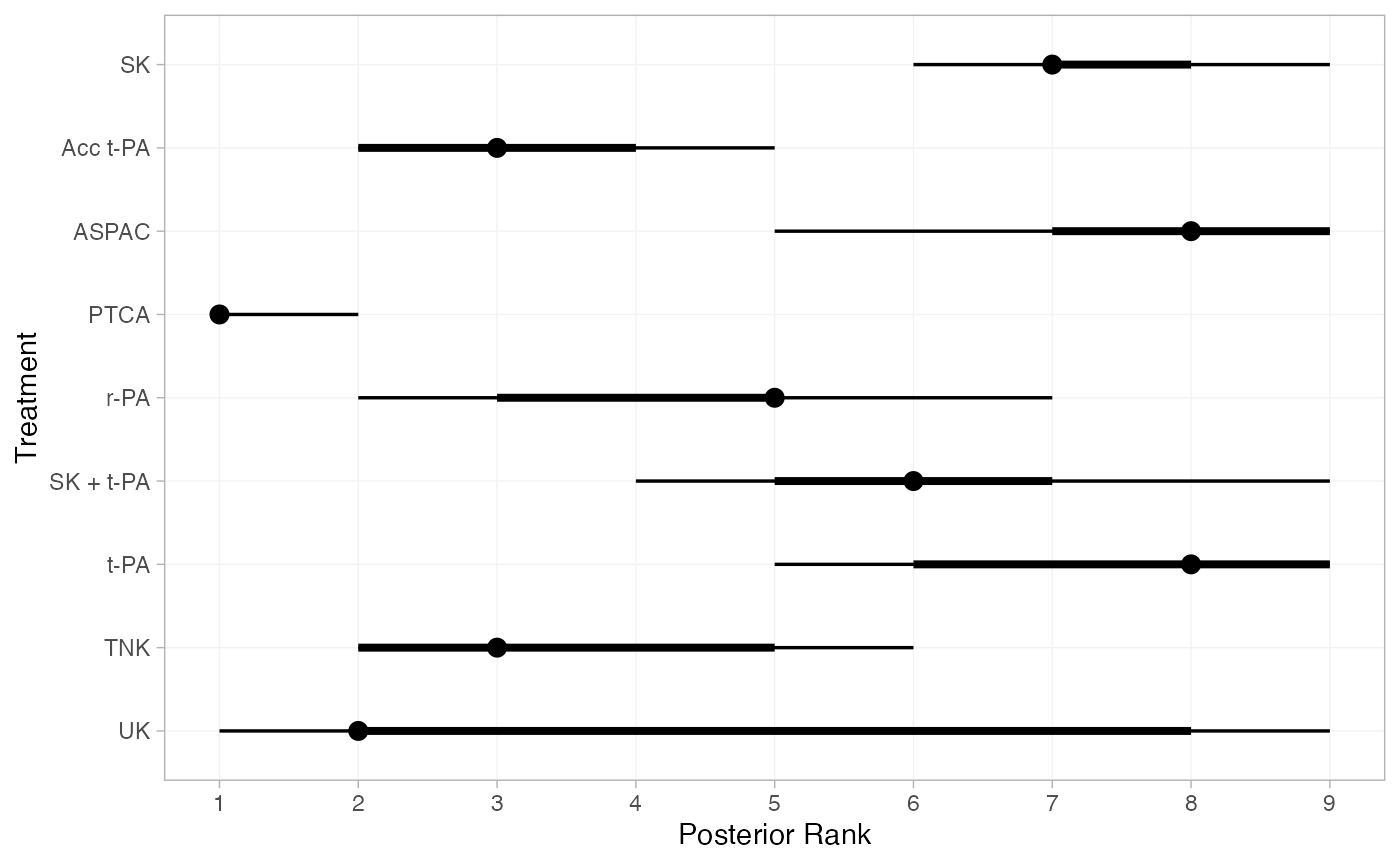 SK
Acc t-PA
ASPAC
PTCA
r-PA
SK + t-PA
t-PA
TNK
UK
Treatment
1 2 3 4 5 6 7 8 9
Posterior Rank